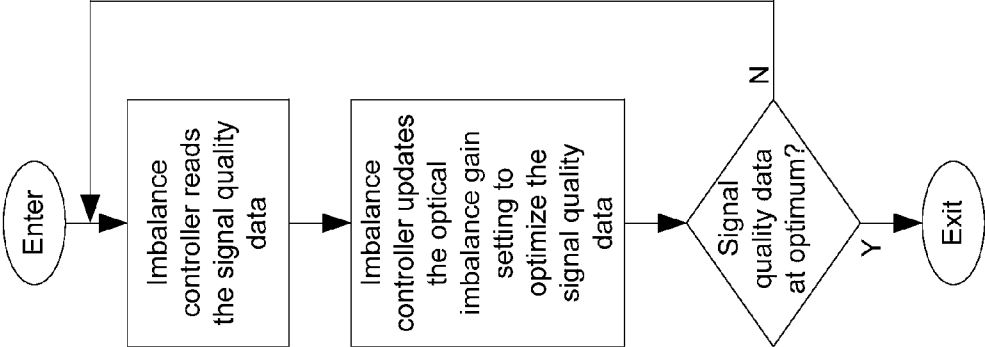 Enter
Imbalance
controller reads
the signal quality
data
Imbalance
controller updates
the optical
imbalance gain
setting to
optimize the
signal quality
data
Signal
quality data
at optimum?
N
Y
Exit